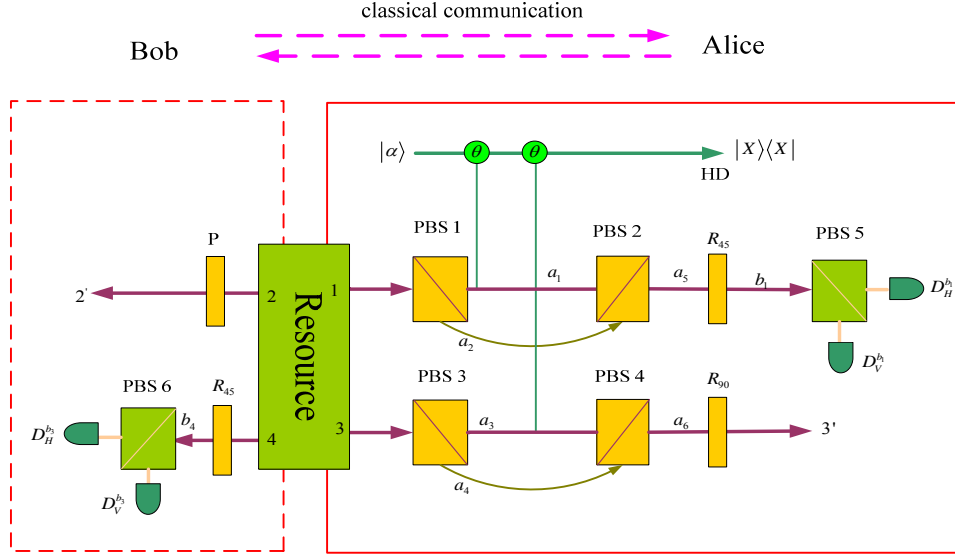 classical communication
Bob
Alice
|α⟩
θ
θ
|X⟩⟨X|
HD
P
PBS 1
PBS 2
R₄₅
PBS 5
2'
2
1
a₁
a₅
b₁
D_H^{b₁}
a₂
D_V^{b₁}
Resource
PBS 6
R₄₅
PBS 3
PBS 4
R₉₀
D_H^{b₃}
b₄
4
3
a₃
a₆
3'
a₄
D_V^{b₃}